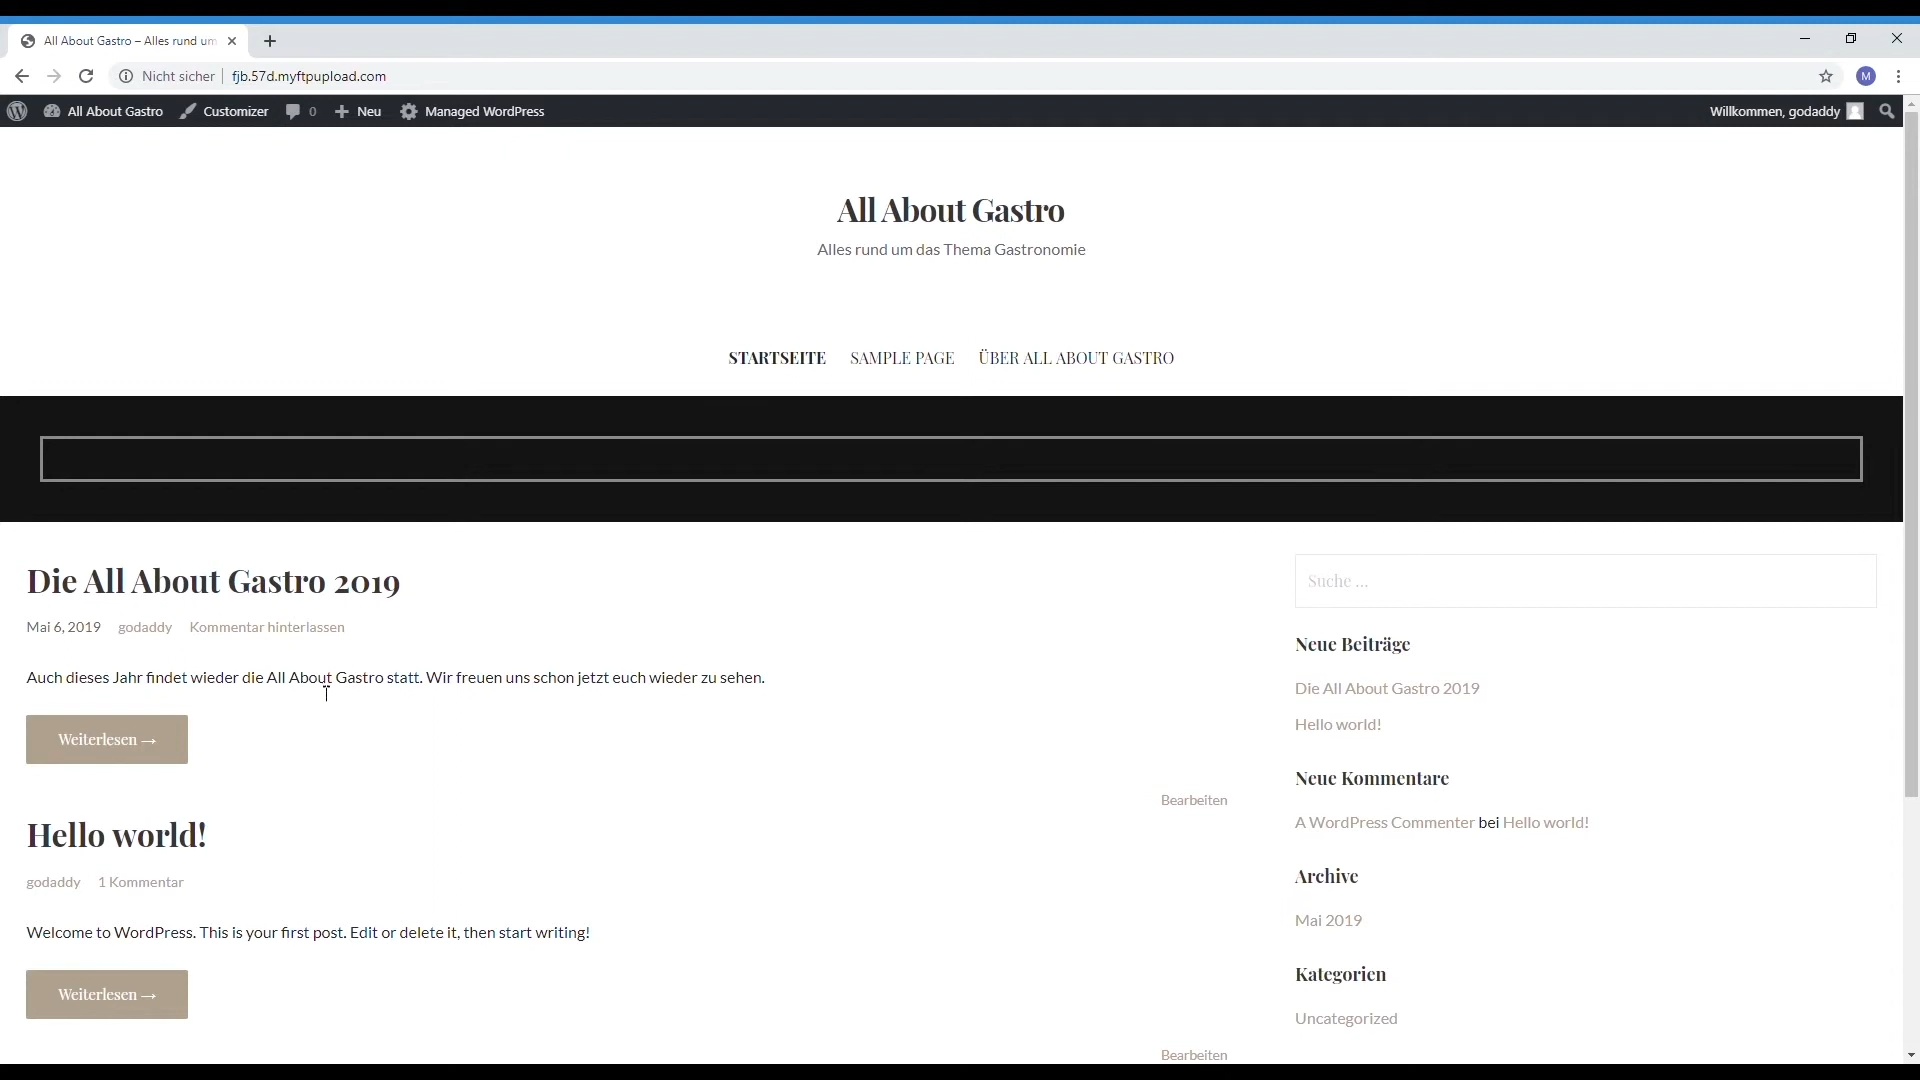 All About Gastro – Alles rund um
Nicht sicher
fjb.57d.myftpupload.com
M
All About Gastro
Customizer
0
Neu
Managed WordPress
Willkommen, godaddy
All About Gastro
Alles rund um das Thema Gastronomie
STARTSEITE
SAMPLE PAGE
ÜBER ALL ABOUT GASTRO
Die All About Gastro 2019
Mai 6, 2019 godaddy Kommentar hinterlassen
Auch dieses Jahr findet wieder die All About Gastro statt. Wir freuen uns schon jetzt euch wieder zu sehen.
Weiterlesen →
Bearbeiten
Hello world!
godaddy 1 Kommentar
Welcome to WordPress. This is your first post. Edit or delete it, then start writing!
Weiterlesen →
Bearbeiten
Suche …
Neue Beiträge
Die All About Gastro 2019
Hello world!
Neue Kommentare
A WordPress Commenter bei Hello world!
Archive
Mai 2019
Kategorien
Uncategorized